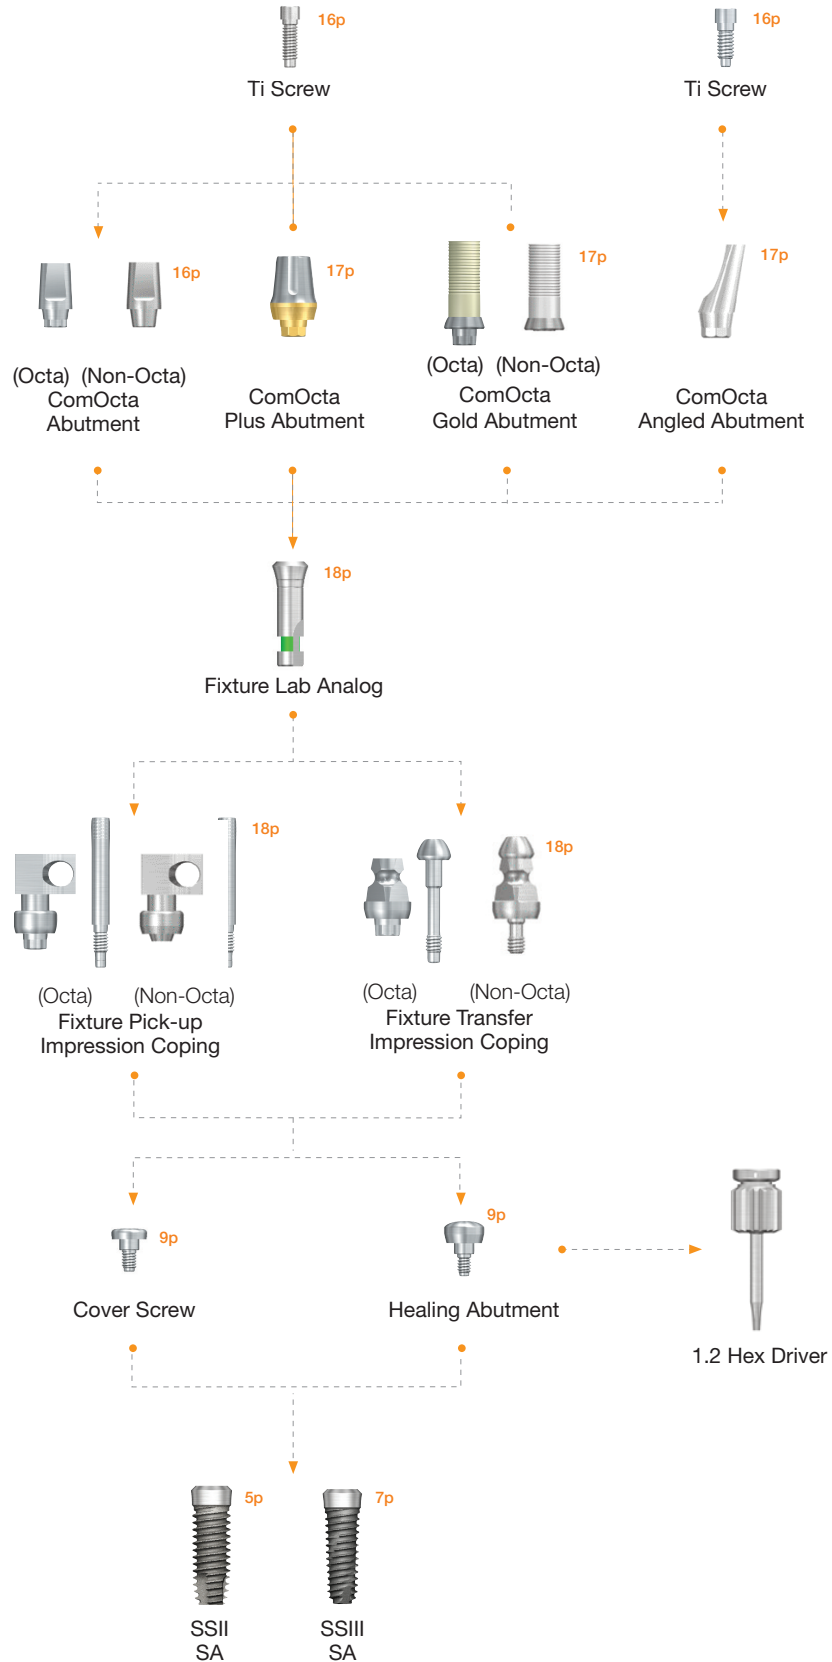 16p
16p
Ti Screw
Ti Screw
16p
17p
17p
17p
(Octa) (Non-Octa)
ComOcta
Abutment
ComOcta
Plus Abutment
(Octa) (Non-Octa)
ComOcta
Gold Abutment
ComOcta
Angled Abutment
18p
Fixture Lab Analog
18p
18p
(Octa) (Non-Octa)
Fixture Pick-up
Impression Coping
(Octa) (Non-Octa)
Fixture Transfer
Impression Coping
9p
9p
Cover Screw
Healing Abutment
1.2 Hex Driver
5p
7p
SSII
SA
SSIII
SA